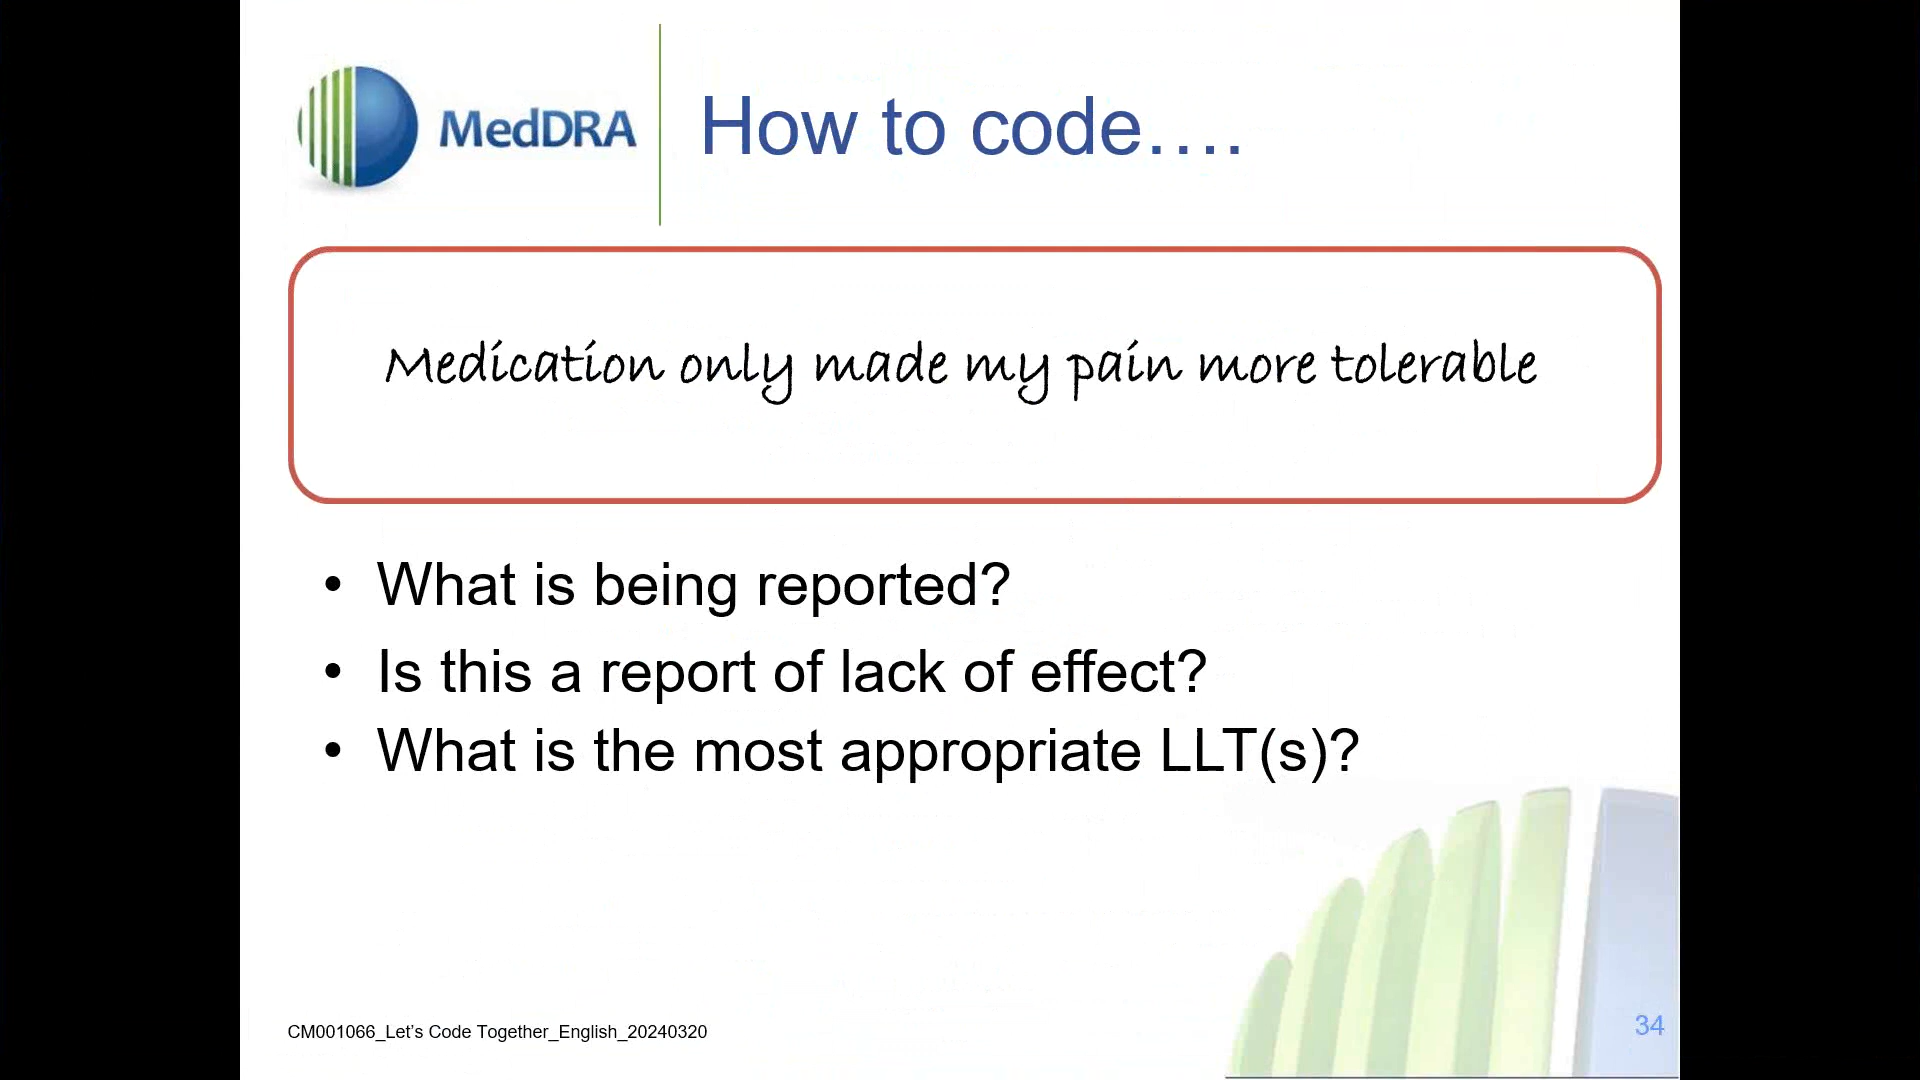 MedDRA
How to code….
Medication only made my pain more tolerable
• What is being reported?
• Is this a report of lack of effect?
• What is the most appropriate LLT(s)?
CM001066_Let’s Code Together_English_20240320
34